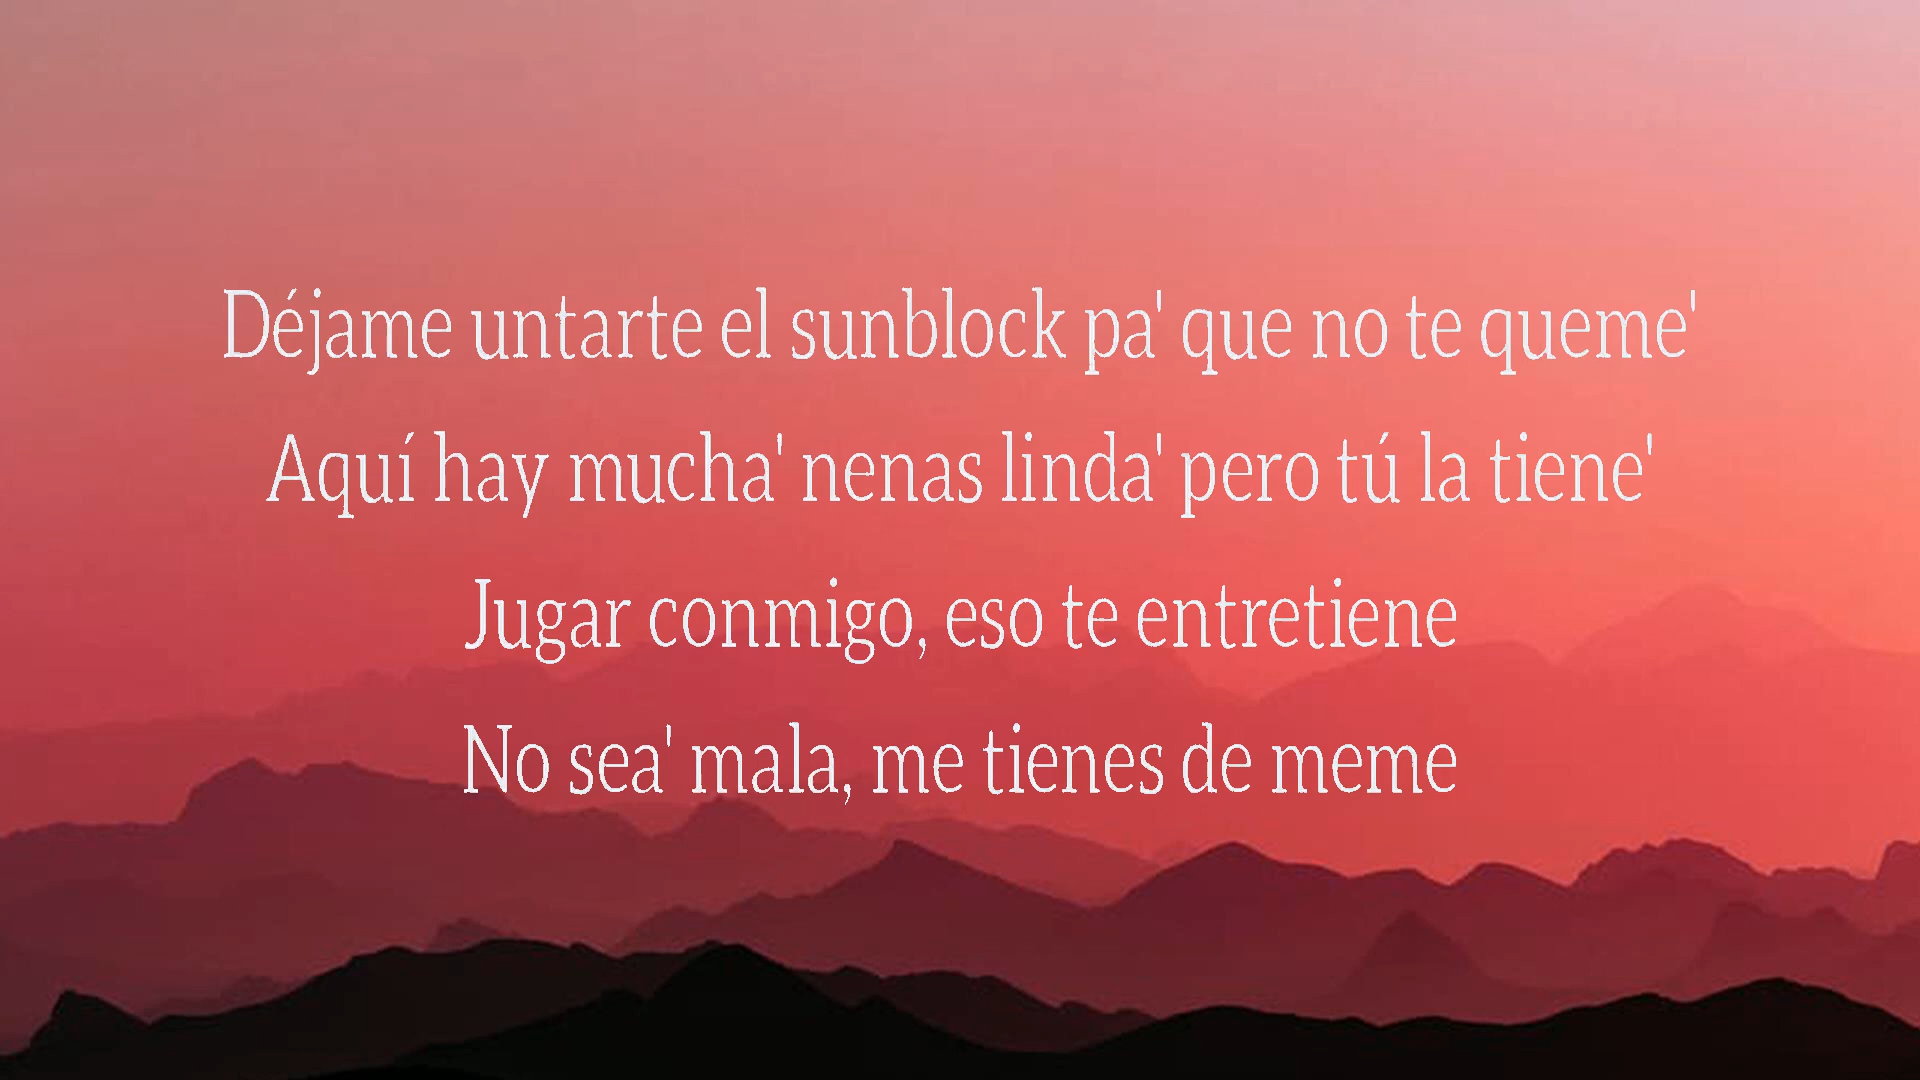 Déjame untarte el sunblock pa' que no te queme'
Aquí hay mucha' nenas linda' pero tú la tiene'
Jugar conmigo, eso te entretiene
No sea' mala, me tienes de meme